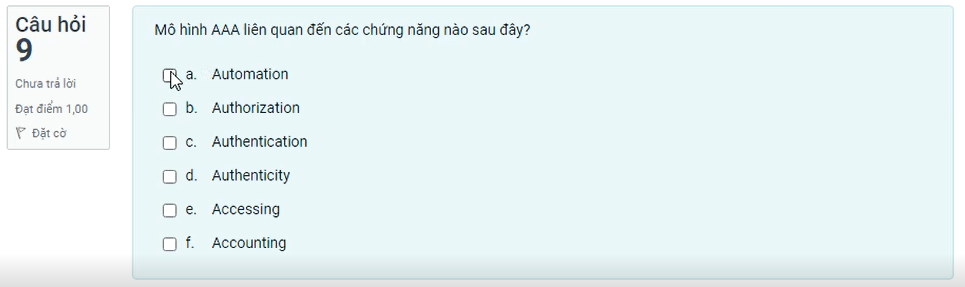 Câu hỏi
9
Chưa trả lời
Đạt điểm 1,00
Đặt cờ
Mô hình AAA liên quan đến các chứng năng nào sau đây?
a. Automation
b. Authorization
c. Authentication
d. Authenticity
e. Accessing
f. Accounting